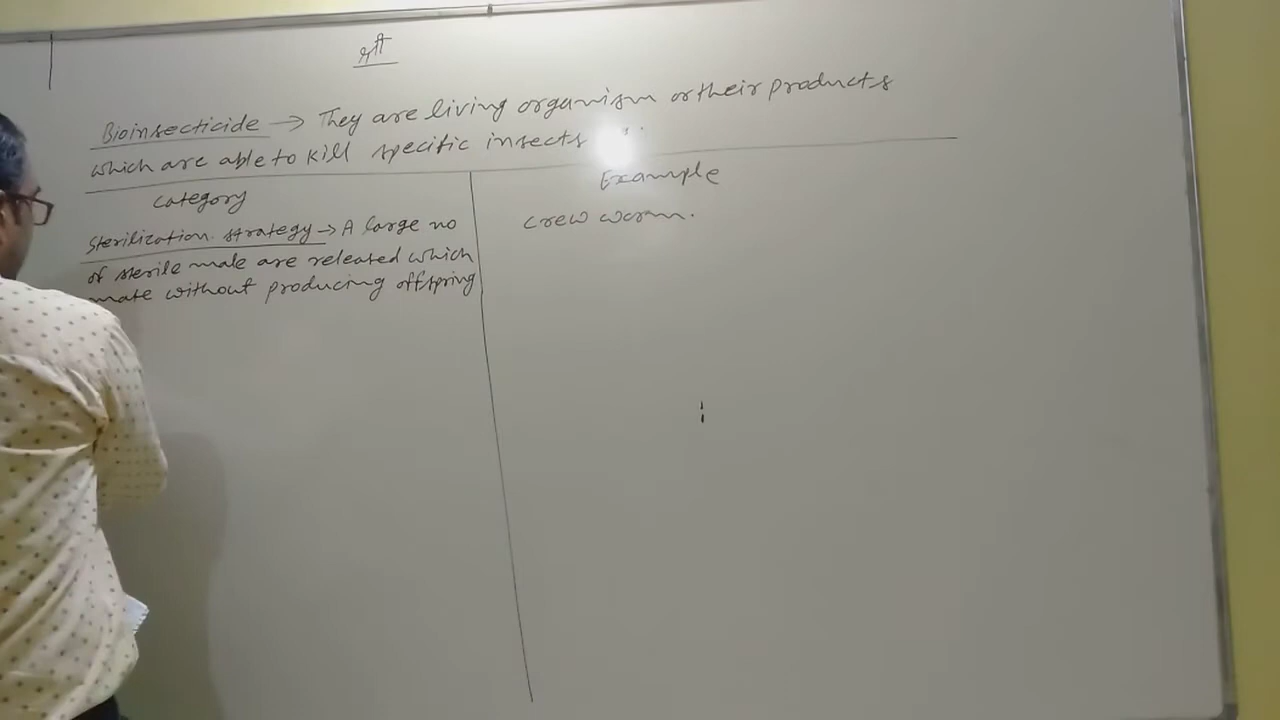 श्री
Bioinsecticide → They are living organism or their products
which are able to kill specific insects
category
Example
Sterilization strategy → A large no
of sterile male are released which
mate without producing offspring
Crew worm.